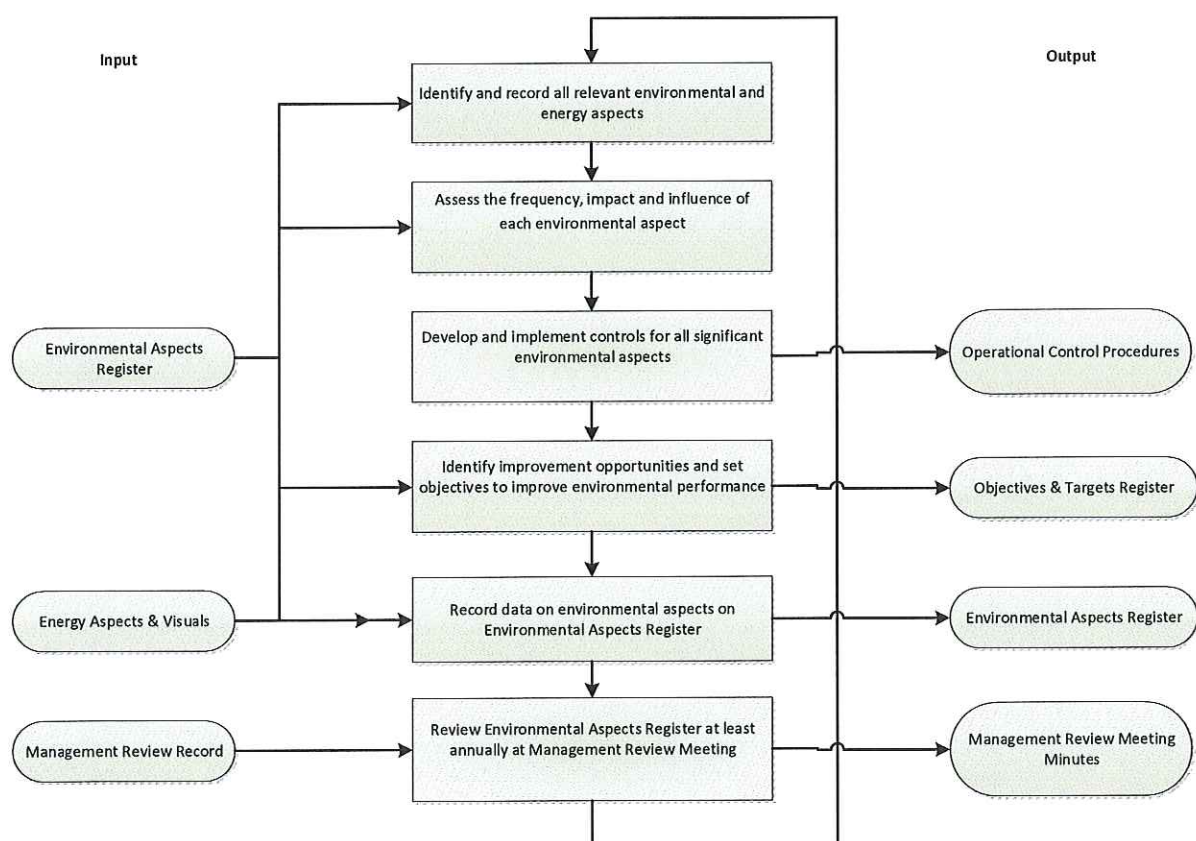 Input
Output
Identify and record all relevant environmental and
energy aspects
Assess the frequency, impact and influence of
each environmental aspect
Environmental Aspects
Register
Develop and implement controls for all significant
environmental aspects
Operational Control Procedures
Identify improvement opportunities and set
objectives to improve environmental performance
Objectives & Targets Register
Energy Aspects & Visuals
Record data on environmental aspects on
Environmental Aspects Register
Environmental Aspects Register
Management Review Record
Review Environmental Aspects Register at least
annually at Management Review Meeting
Management Review Meeting
Minutes